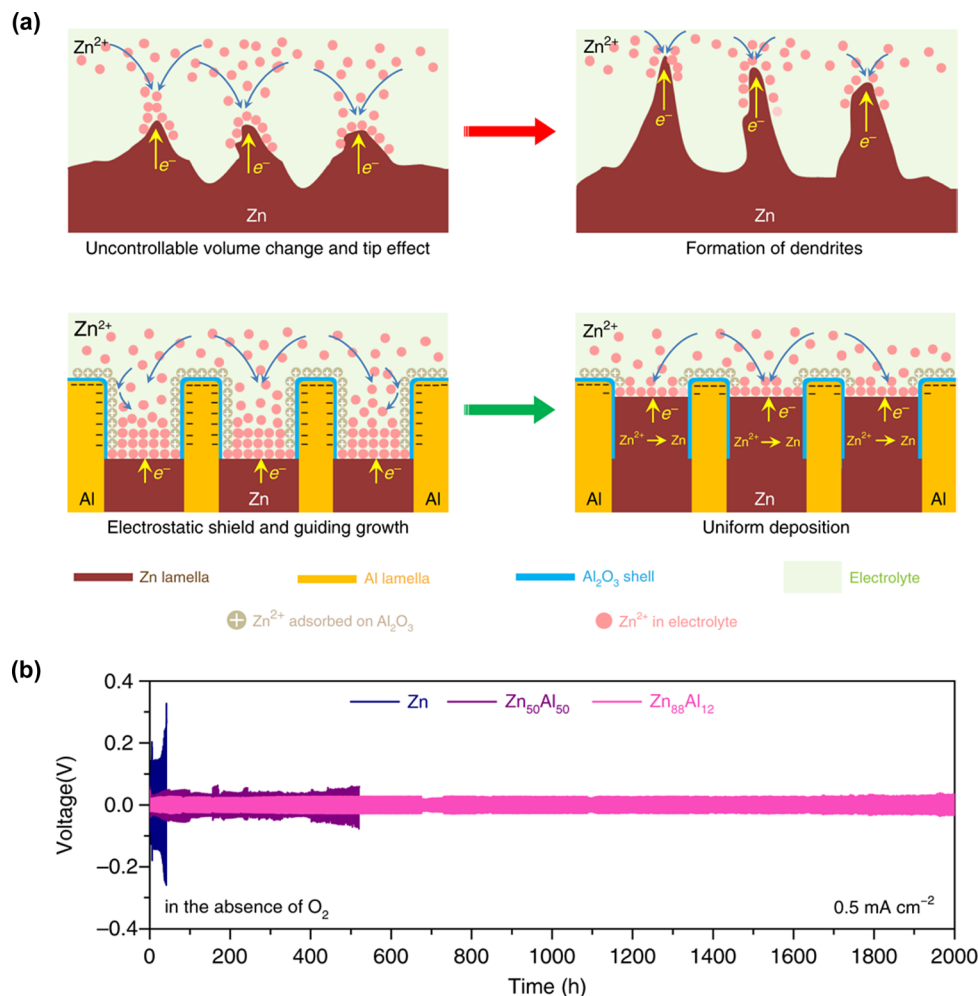 (a)
Zn²⁺
Zn²⁺
e⁻
e⁻
e⁻
e⁻
e⁻
e⁻
Zn
Zn
Uncontrollable volume change and tip effect
Formation of dendrites
Zn²⁺
Zn²⁺
e⁻
e⁻
e⁻
Zn²⁺ → Zn
Zn²⁺ → Zn
Zn²⁺ → Zn
e⁻
e⁻
e⁻
Al
Zn
Al
Al
Zn
Al
Electrostatic shield and guiding growth
Uniform deposition
Zn lamella
Al lamella
Al₂O₃ shell
Electrolyte
Zn²⁺ adsorbed on Al₂O₃
Zn²⁺ in electrolyte
(b)
0.4
0.2
0.0
−0.2
−0.4
Voltage(V)
Zn
Zn₅₀Al₅₀
Zn₈₈Al₁₂
in the absence of O₂
0.5 mA cm⁻²
0
200
400
600
800
1000
1200
1400
1600
1800
2000
Time (h)